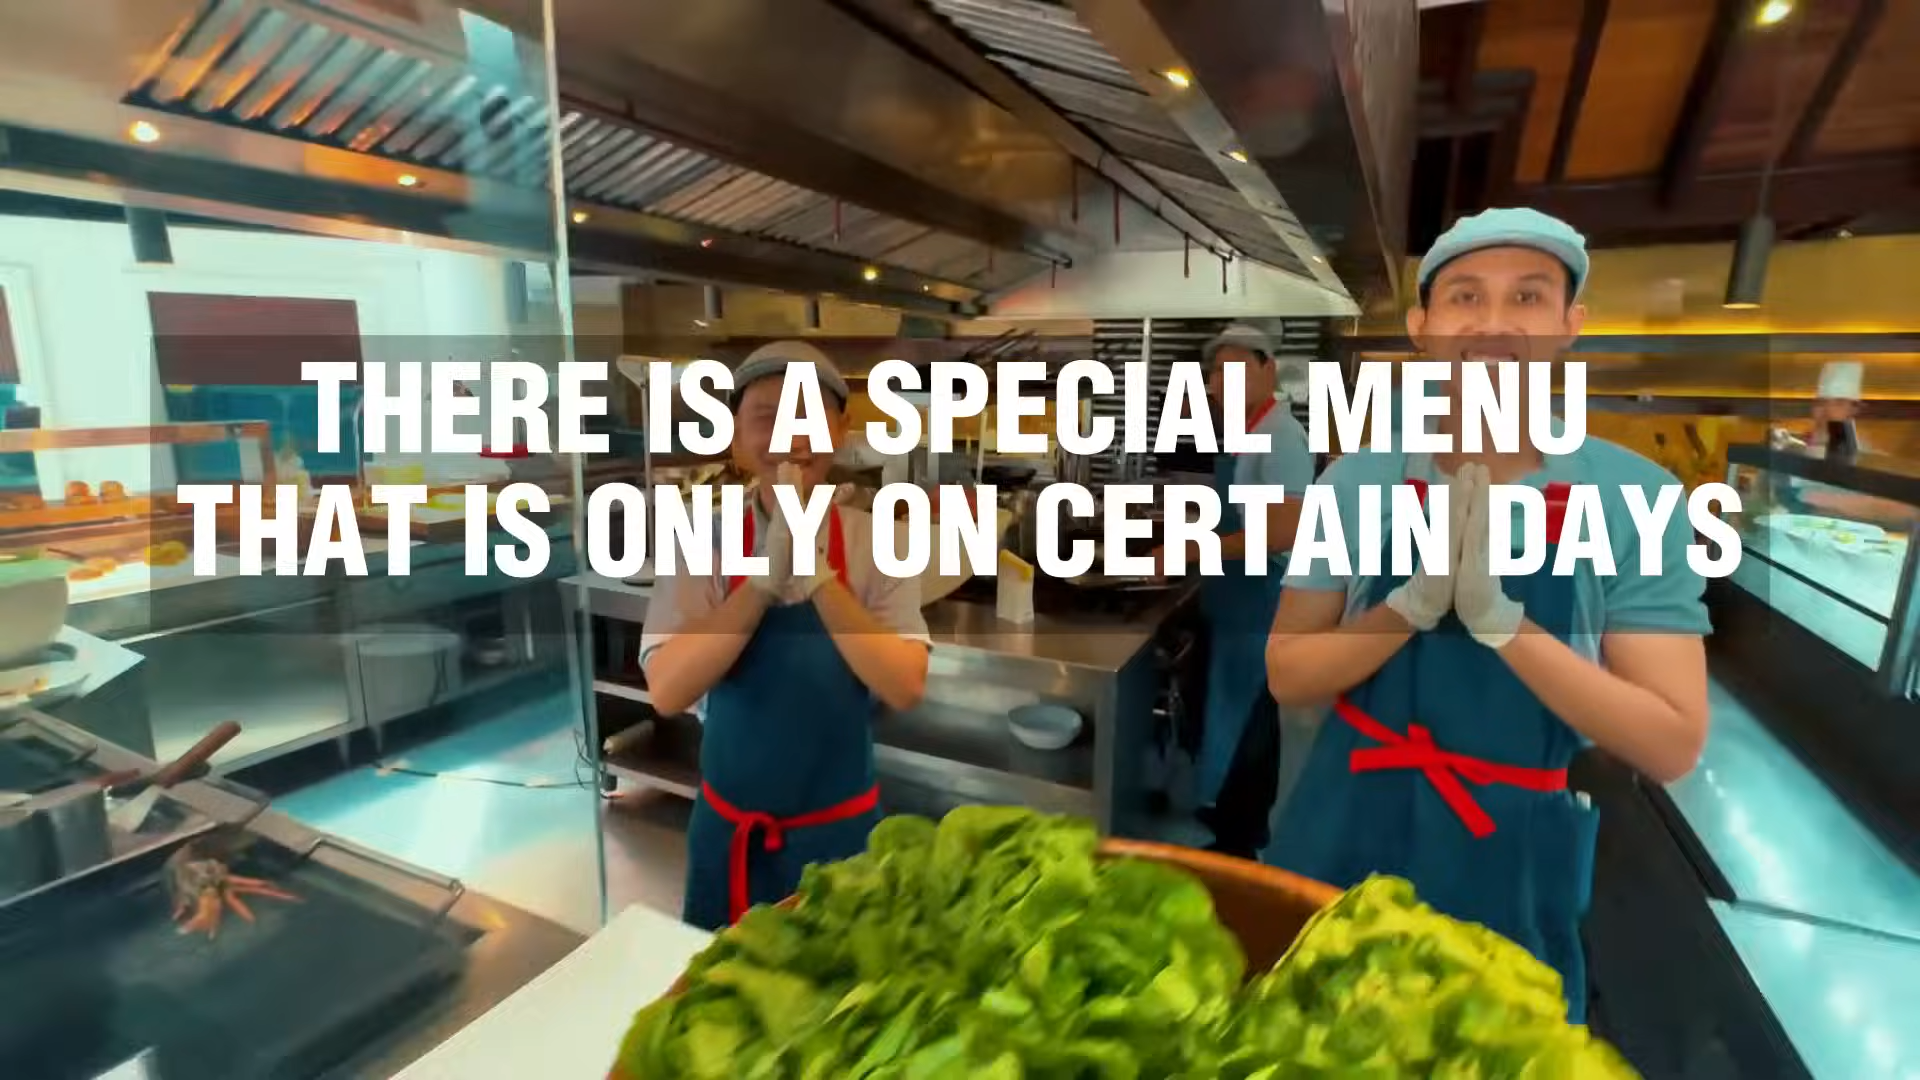 THERE IS A SPECIAL MENU
THAT IS ONLY ON CERTAIN DAYS